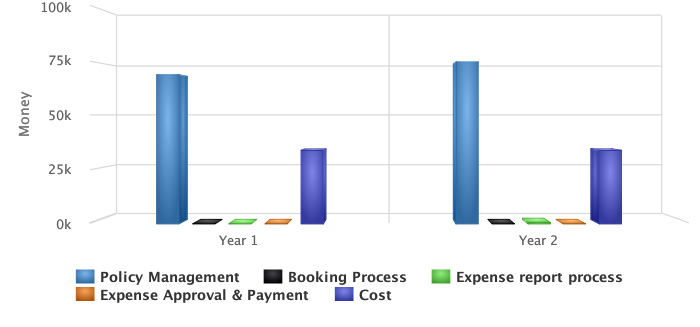 100k
75k
50k
25k
0k
Money
Year 1
Year 2
Policy Management
Booking Process
Expense report process
Expense Approval & Payment
Cost